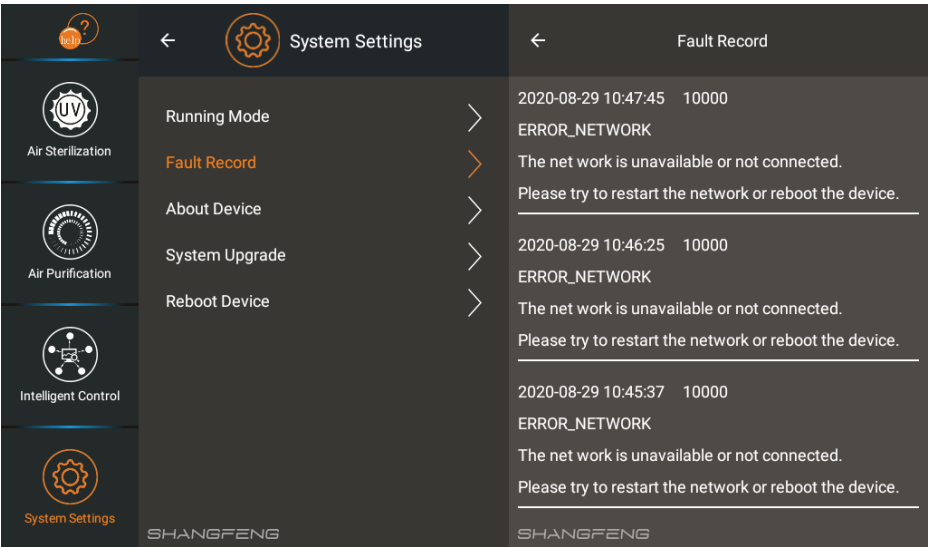 help
?
Air Sterilization
UV
Air Purification
Intelligent Control
System Settings
System Settings
Running Mode
Fault Record
About Device
System Upgrade
Reboot Device
SHANGFENG
Fault Record
2020-08-29 10:47:45 10000
ERROR_NETWORK
The net work is unavailable or not connected.
Please try to restart the network or reboot the device.
2020-08-29 10:46:25 10000
ERROR_NETWORK
The net work is unavailable or not connected.
Please try to restart the network or reboot the device.
2020-08-29 10:45:37 10000
ERROR_NETWORK
The net work is unavailable or not connected.
Please try to restart the network or reboot the device.
SHANGFENG